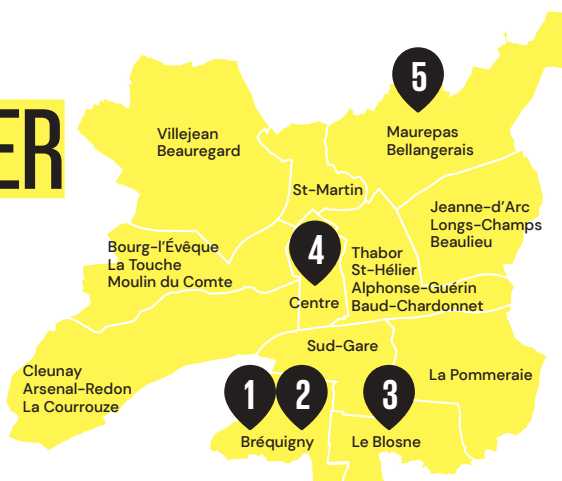 ER
5
Villejean
Beauregard
Maurepas
Bellangerais
St-Martin
Jeanne-d’Arc
Longs-Champs
Beaulieu
Bourg-l’Évêque
La Touche
Moulin du Comte
4
Centre
Thabor
St-Hélier
Alphonse-Guérin
Baud-Chardonnet
Sud-Gare
Cleunay
Arsenal-Redon
La Courrouze
La Pommeraie
1
2
3
Bréquigny
Le Blosne